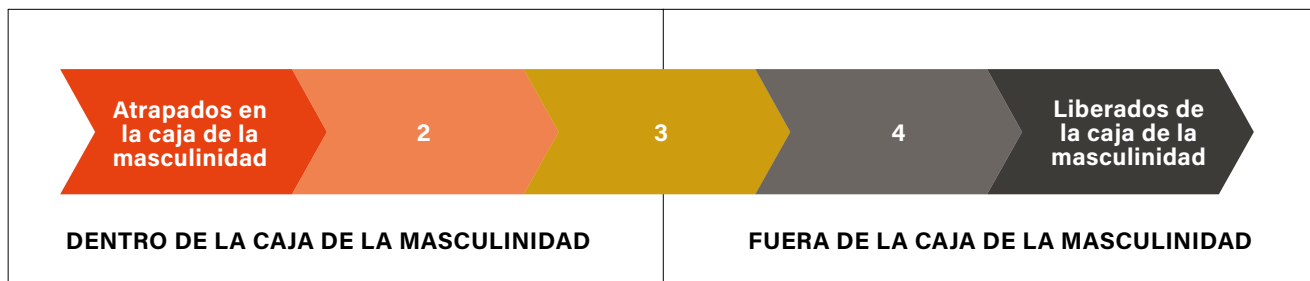 Atrapados en
la caja de la
masculinidad
2
3
4
Liberados de
la caja de la
masculinidad
DENTRO DE LA CAJA DE LA MASCULINIDAD
FUERA DE LA CAJA DE LA MASCULINIDAD